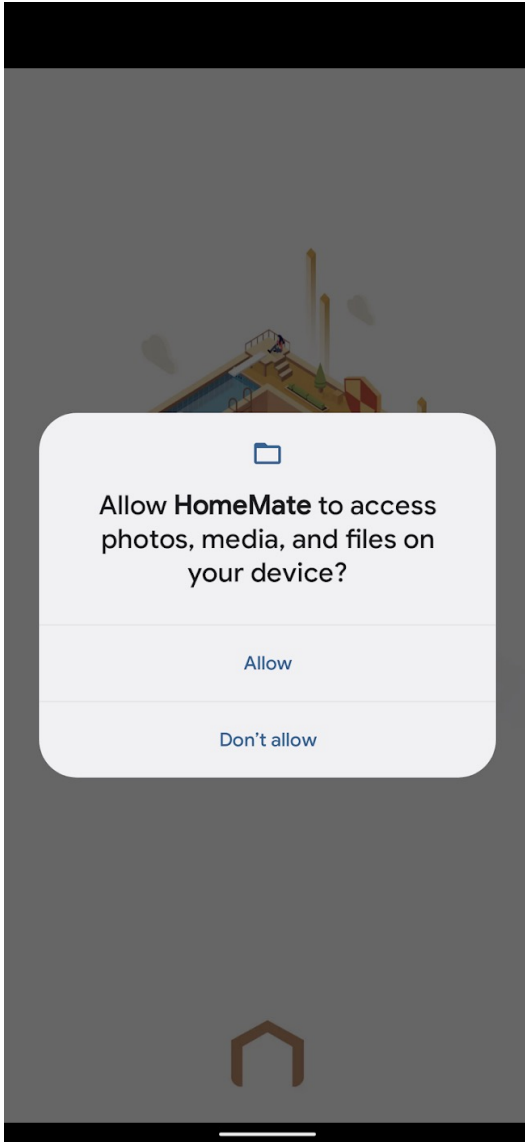 Allow HomeMate to access
photos, media, and files on
your device?
Allow
Don’t allow